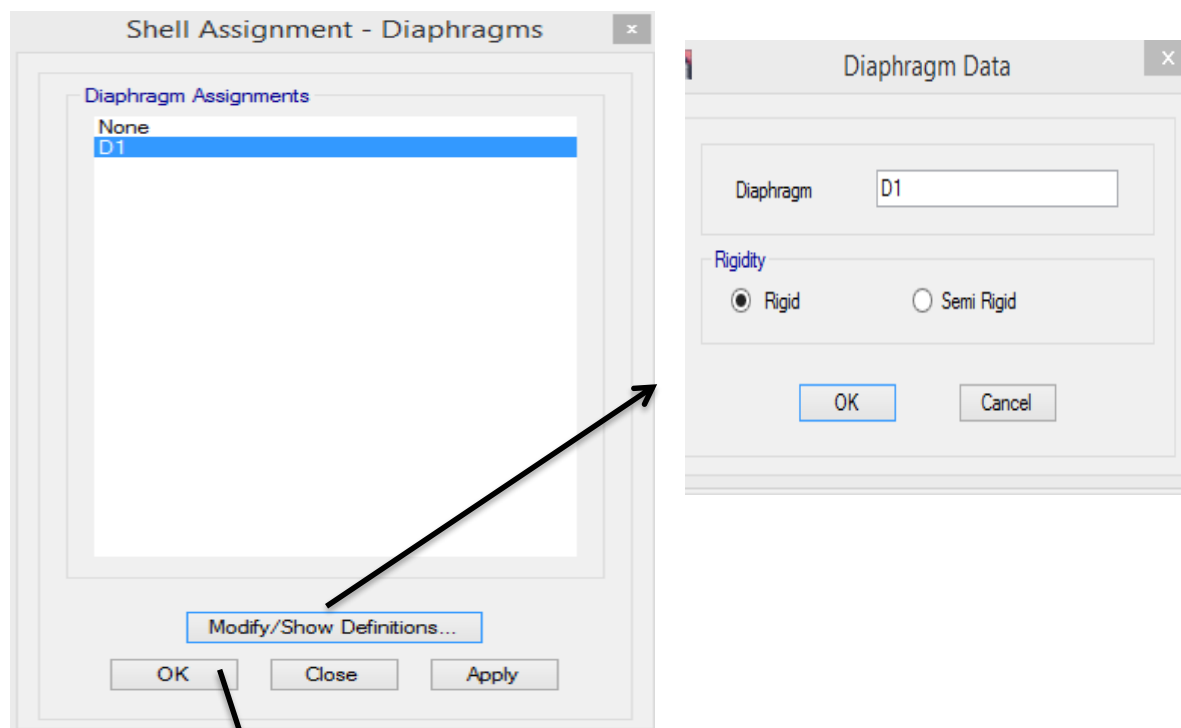 Shell Assignment - Diaphragms
x
Diaphragm Assignments
None
D1
Modify/Show Definitions...
OK
Close
Apply
Diaphragm Data
x
Diaphragm
D1
Rigidity
Rigid
Semi Rigid
OK
Cancel